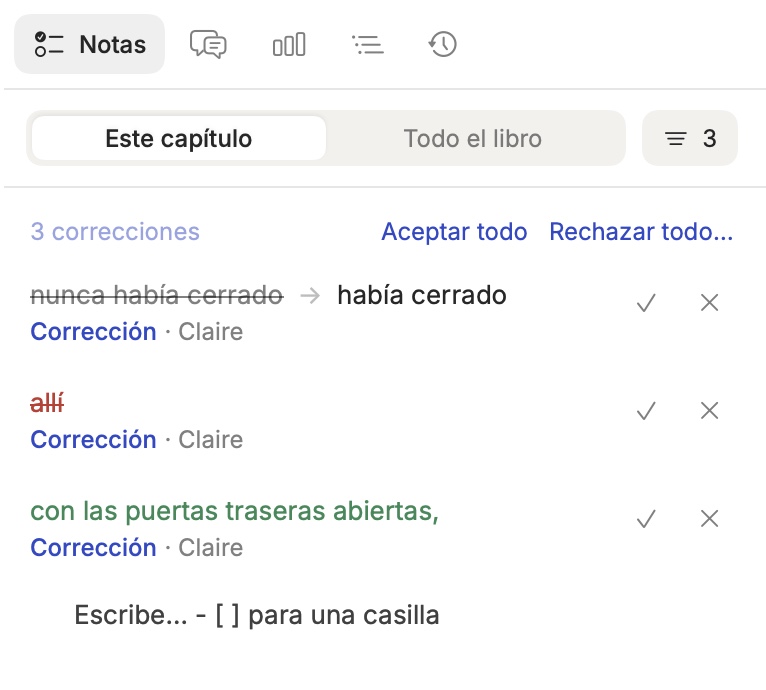 Notas
Este capítulo Todo el libro 3
3 correcciones Aceptar todo Rechazar todo...
nunca había cerrado → había cerrado
Corrección · Claire
allí
Corrección · Claire
con las puertas traseras abiertas,
Corrección · Claire
Escribe... - [ ] para una casilla